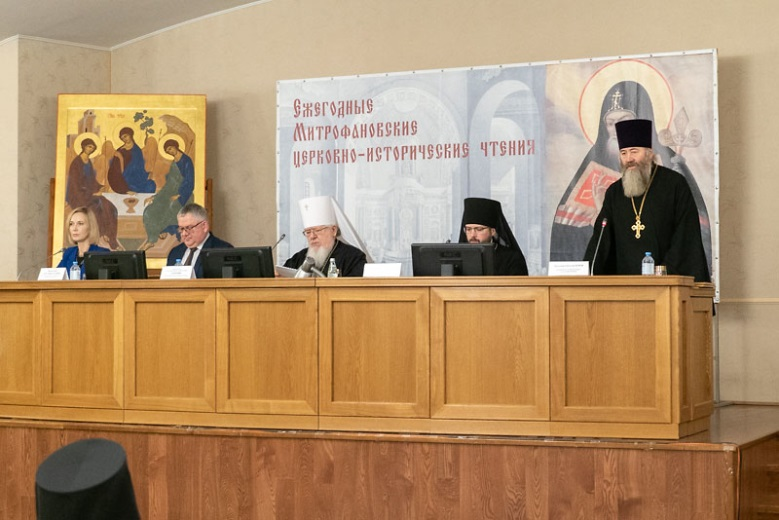 Ежегодные
Митрофановские
церковно-исторические чтения